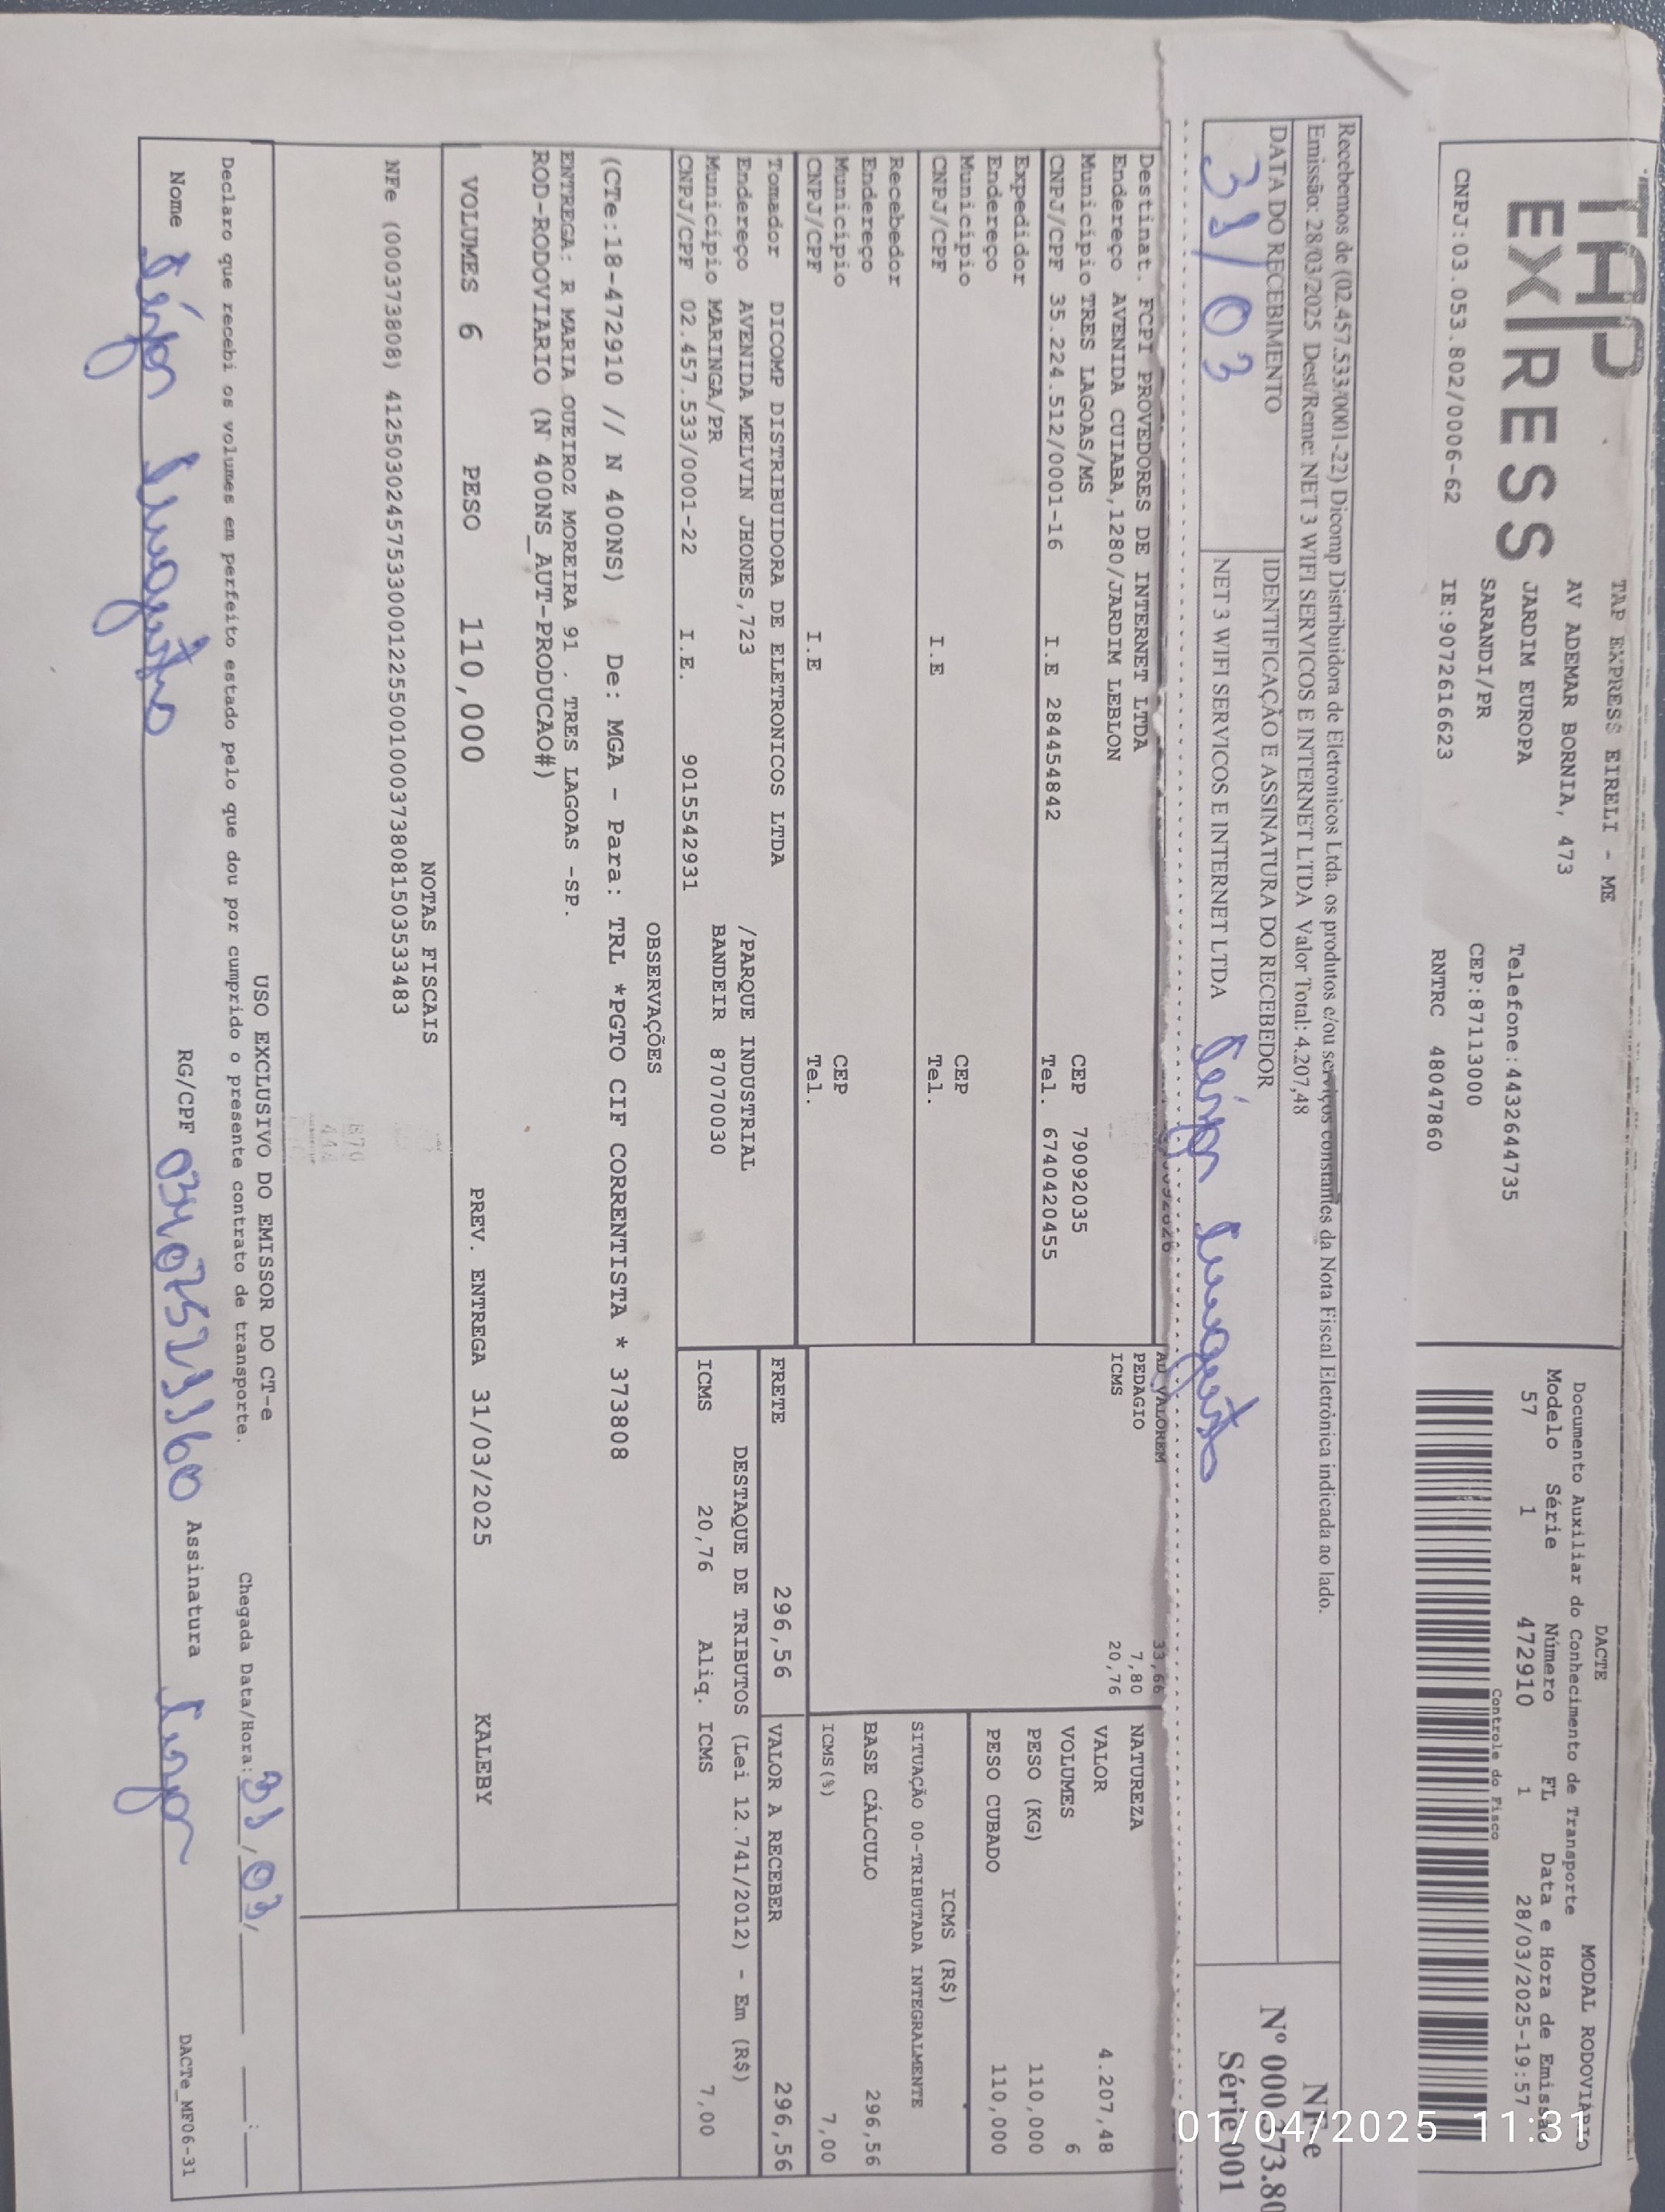 TAP
EXPRESS
CNPJ:03.053.802/0006-62
TAP EXPRESS EIRELI - ME
AV ADEMAR BORNIA, 473
JARDIM EUROPA
SARANDI/PR
IE:9072616623
Telefone:4432644735
CEP:87113000
RNTRC 48047860
DACTE
Documento Auxiliar do Conhecimento de Transporte
MODAL RODOVIÁRIO
Modelo Série Número FL Data e Hora de Emissão
57 1 472910 1 28/03/2025-19:57
Controle do Fisco
Recebemos de (02.457.533/0001-22) Dicomp Distribuidora de Eletronicos Ltda. os produtos e/ou serviços constantes da Nota Fiscal Eletrônica indicada ao lado.
Emissão: 28/03/2025 Dest/Reme: NET 3 WIFI SERVICOS E INTERNET LTDA Valor Total: 4.207,48
DATA DO RECEBIMENTO
31/03
IDENTIFICAÇÃO E ASSINATURA DO RECEBEDOR
NET 3 WIFI SERVICOS E INTERNET LTDA
NF-e
Nº 000.373.80
Série 001
Destinat. FCPI PROVEDORES DE INTERNET LTDA
Endereço AVENIDA CUIABA,1280/JARDIM LEBLON
Município TRES LAGOAS/MS CEP 79092035
CNPJ/CPF 35.224.512/0001-16 I.E 284454842 Tel. 67404204​55
Expedidor
Endereço
Município CEP
CNPJ/CPF I.E Tel.
Recebedor
Endereço
Município CEP
CNPJ/CPF I.E Tel.
AD VALOREM 33,66
PEDAGIO 7,80
ICMS 20,76
NATUREZA
VALOR 4.207,48
VOLUMES 6
PESO (KG) 110,000
PESO CUBADO 110,000
ICMS (R$)
SITUAÇÃO 00-TRIBUTADA INTEGRALMENTE
BASE CÁLCULO 296,56
ICMS(%) 7,00
Tomador DICOMP DISTRIBUIDORA DE ELETRONICOS LTDA
Endereço AVENIDA MELVIN JHONES,723 /PARQUE INDUSTRIAL
Município MARINGA/PR BANDEIR 87070030
CNPJ/CPF 02.457.533/0001-22 I.E. 9015542931
FRETE 296,56 VALOR A RECEBER 296,56
DESTAQUE DE TRIBUTOS (Lei 12.741/2012) - Em (R$)
ICMS 20,76 Aliq. ICMS 7,00
OBSERVAÇÕES
(CTe:18-472910 // N 400NS) De: MGA - Para: TRL *PGTO CIF CORRENTISTA * 373808
ENTREGA: R MARIA QUEIROZ MOREIRA 91 . TRES LAGOAS -SP.
ROD-RODOVIARIO (N 400NS_AUT-PRODUCAO#)
VOLUMES 6 PESO 110,000 PREV. ENTREGA 31/03/2025 KALEBY
NOTAS FISCAIS
NFe (000373808) 41250302457533000122550010003738081503533483
USO EXCLUSIVO DO EMISSOR DO CT-e
Declaro que recebi os volumes em perfeito estado pelo que dou por cumprido o presente contrato de transporte.
Chegada Data/Hora: 31/03/ :
Nome
RG/CPF
Assinatura
DACTe_MF06-31
01/04/2025 11:31